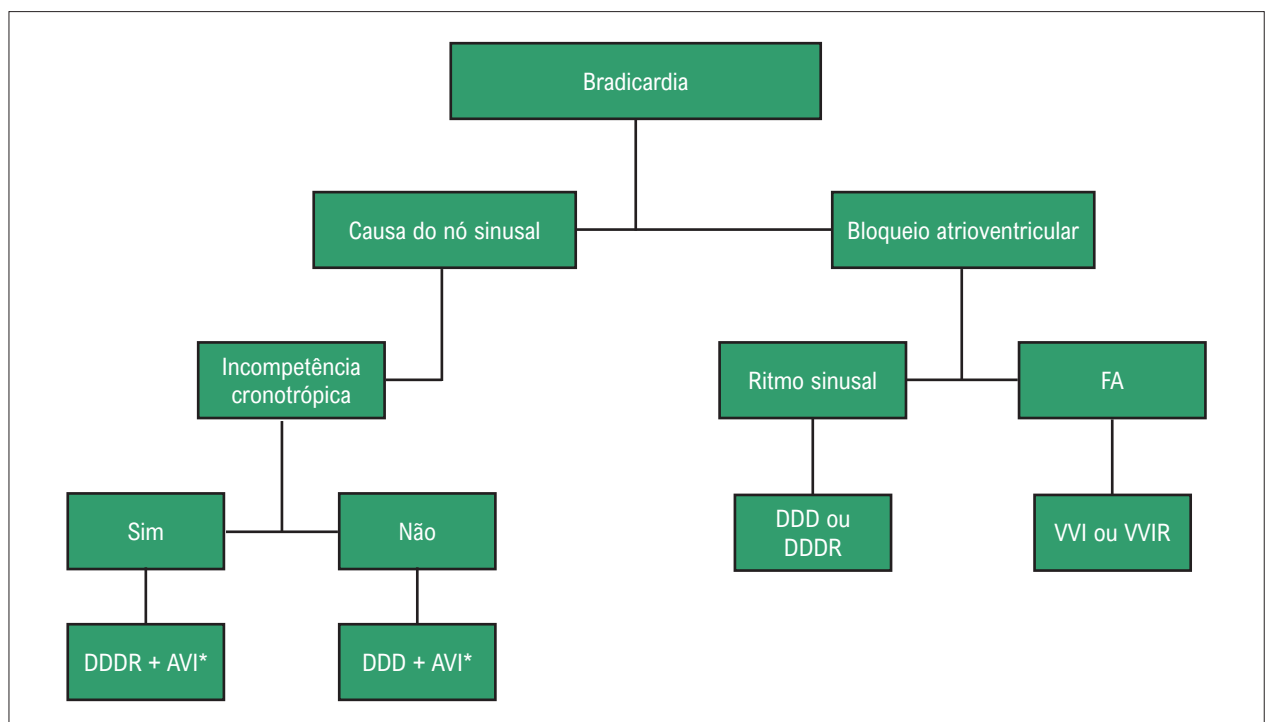 Bradicardia
Causa do nó sinusal
Bloqueio atrioventricular
Incompetência
cronotrópica
Ritmo sinusal
FA
Sim
Não
DDD ou
DDDR
VVI ou VVIR
DDDR + AVI*
DDD + AVI*